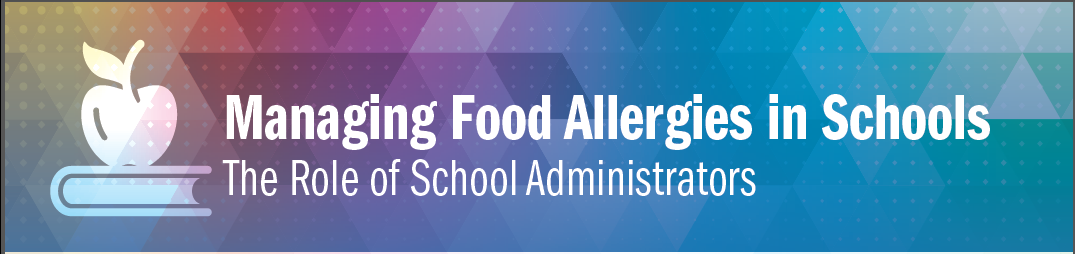 Managing Food Allergies in Schools
The Role of School Administrators